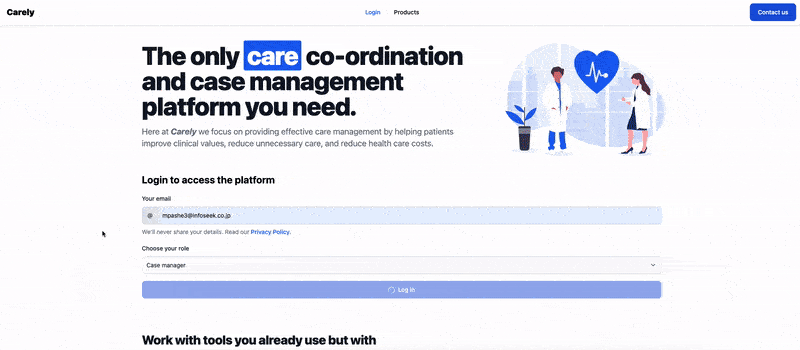 Carely
Login
Products
Contact us
The only care co-ordination
and case management
platform you need.
Here at Carely we focus on providing effective care management by helping patients
improve clinical values, reduce unnecessary care, and reduce health care costs.
Login to access the platform
Your email
@ mpashe3@infoseek.co.jp
We'll never share your details. Read our Privacy Policy.
Choose your role
Case manager
Log in
Work with tools you already use but with